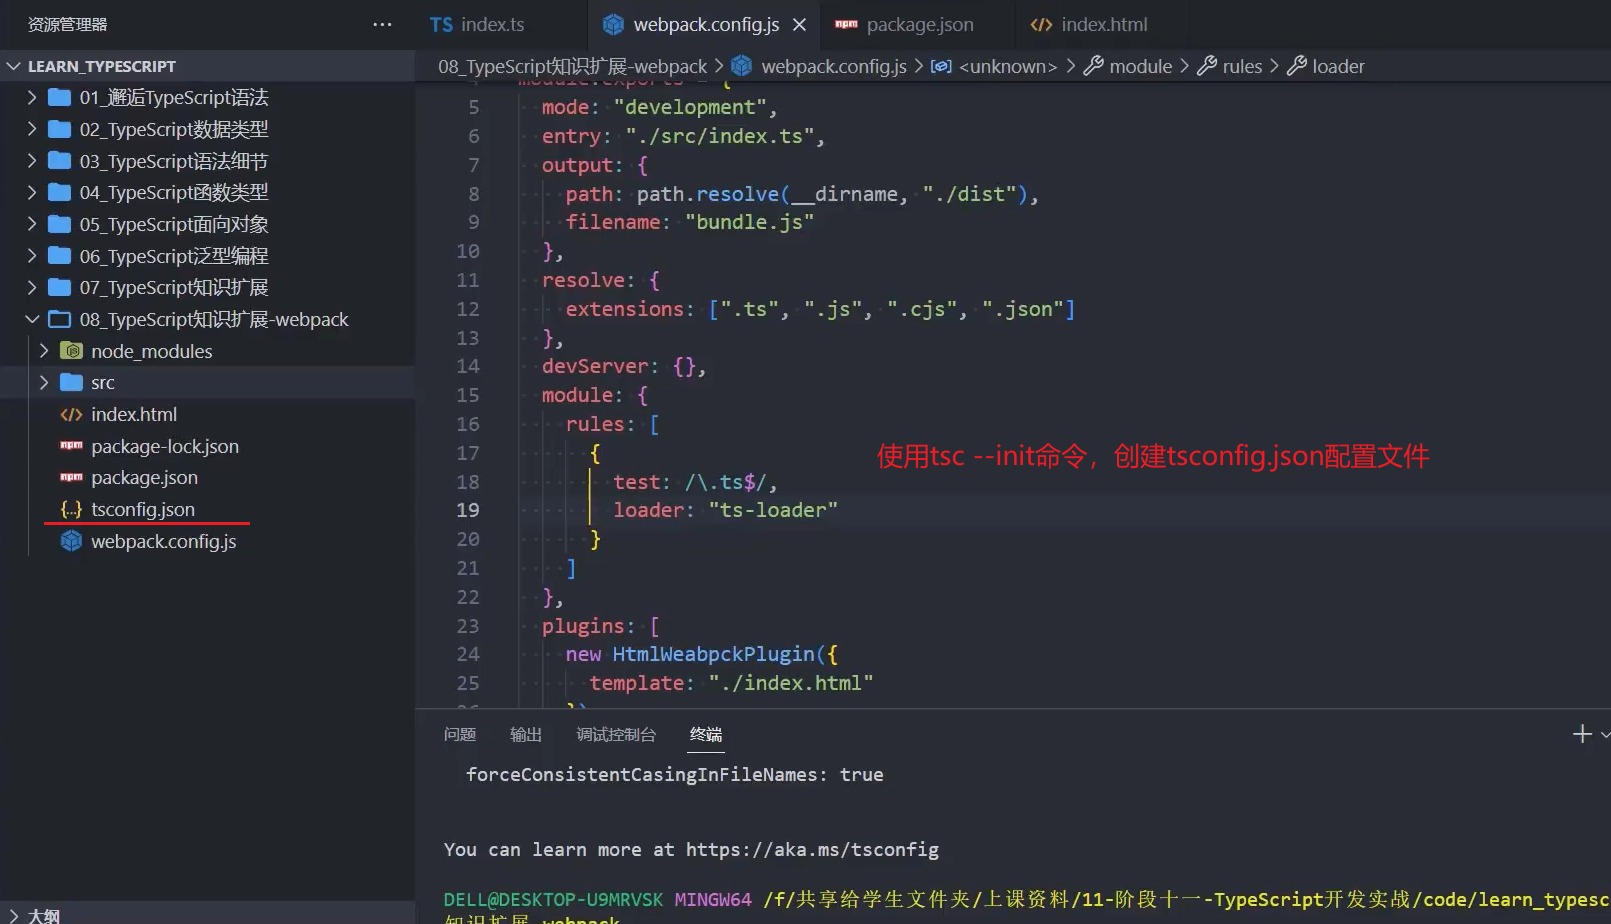 资源管理器
···
TS index.ts
webpack.config.js ×
npm package.json
</> index.html
LEARN_TYPESCRIPT
08_TypeScript知识扩展-webpack > webpack.config.js > <unknown> > module > rules > loader
01_邂逅TypeScript语法
02_TypeScript数据类型
03_TypeScript语法细节
04_TypeScript函数类型
05_TypeScript面向对象
06_TypeScript泛型编程
07_TypeScript知识扩展
08_TypeScript知识扩展-webpack
node_modules
src
</> index.html
npm package-lock.json
npm package.json
{..} tsconfig.json
webpack.config.js
大纲
module.exports = {
5 mode: "development",
6 entry: "./src/index.ts",
7 output: {
8 path: path.resolve(__dirname, "./dist"),
9 filename: "bundle.js"
10 },
11 resolve: {
12 extensions: [".ts", ".js", ".cjs", ".json"]
13 },
14 devServer: {},
15 module: {
16 rules: [
17 {
18 test: /\.ts$/,
19 loader: "ts-loader"
20 }
21 ]
22 },
23 plugins: [
24 new HtmlWeabpckPlugin({
25 template: "./index.html"
26 })
使用tsc --init命令，创建tsconfig.json配置文件
问题 输出 调试控制台 终端
forceConsistentCasingInFileNames: true
You can learn more at https://aka.ms/tsconfig
DELL@DESKTOP-U9MRVSK MINGW64 /f/共享给学生文件夹/上课资料/11-阶段十一-TypeScript开发实战/code/learn_typesc
知识扩展-webpack